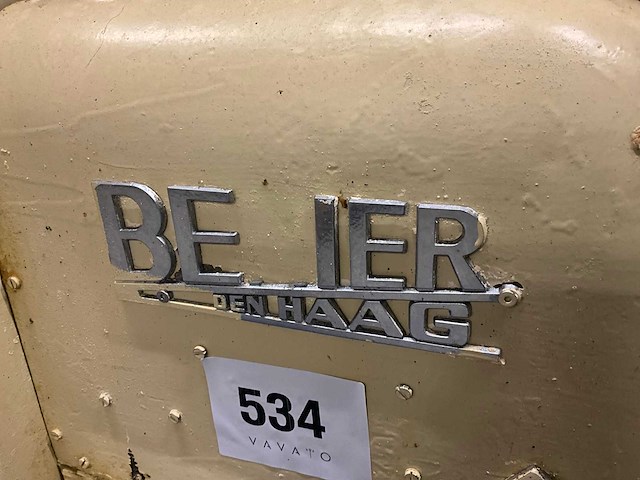 BE IER
DEN HAAG
534
VAVATO